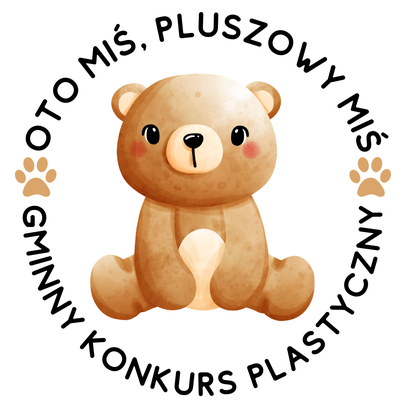 OTO MIŚ, PLUSZOWY MIŚ
GMINNY KONKURS PLASTYCZNY